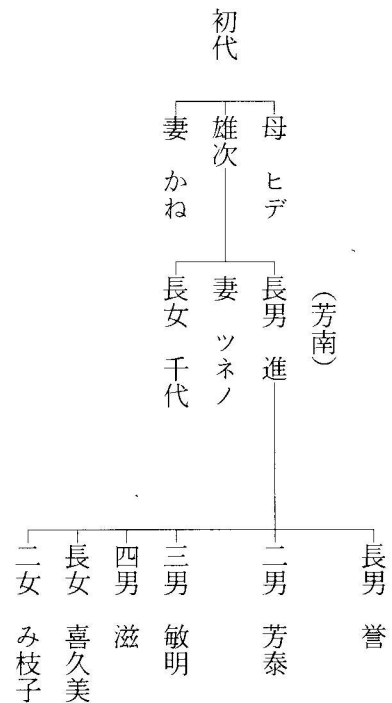 初代
母 ヒデ
雄次
妻 かね
(芳南)
長男 進
妻 ツネノ
長女 千代
長男 誉
二男 芳泰
三男 敏明
四男 滋
長女 喜久美
二女 み枝子